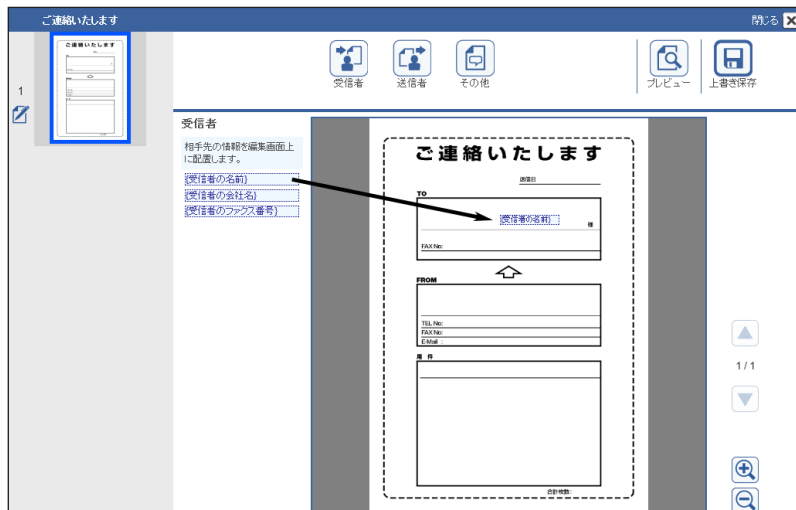 ご連絡いたします
閉じる
1
受信者
送信者
その他
プレビュー
上書き保存
受信者
相手先の情報を編集画面上
に配置します。
{受信者の名前}
{受信者の会社名}
{受信者のファクス番号}
ご連絡いたします
送信日
TO
{受信者の名前}
様
FAX No:
FROM
TEL No:
FAX No:
E-Mail :
用 件
合計枚数:
1 / 1